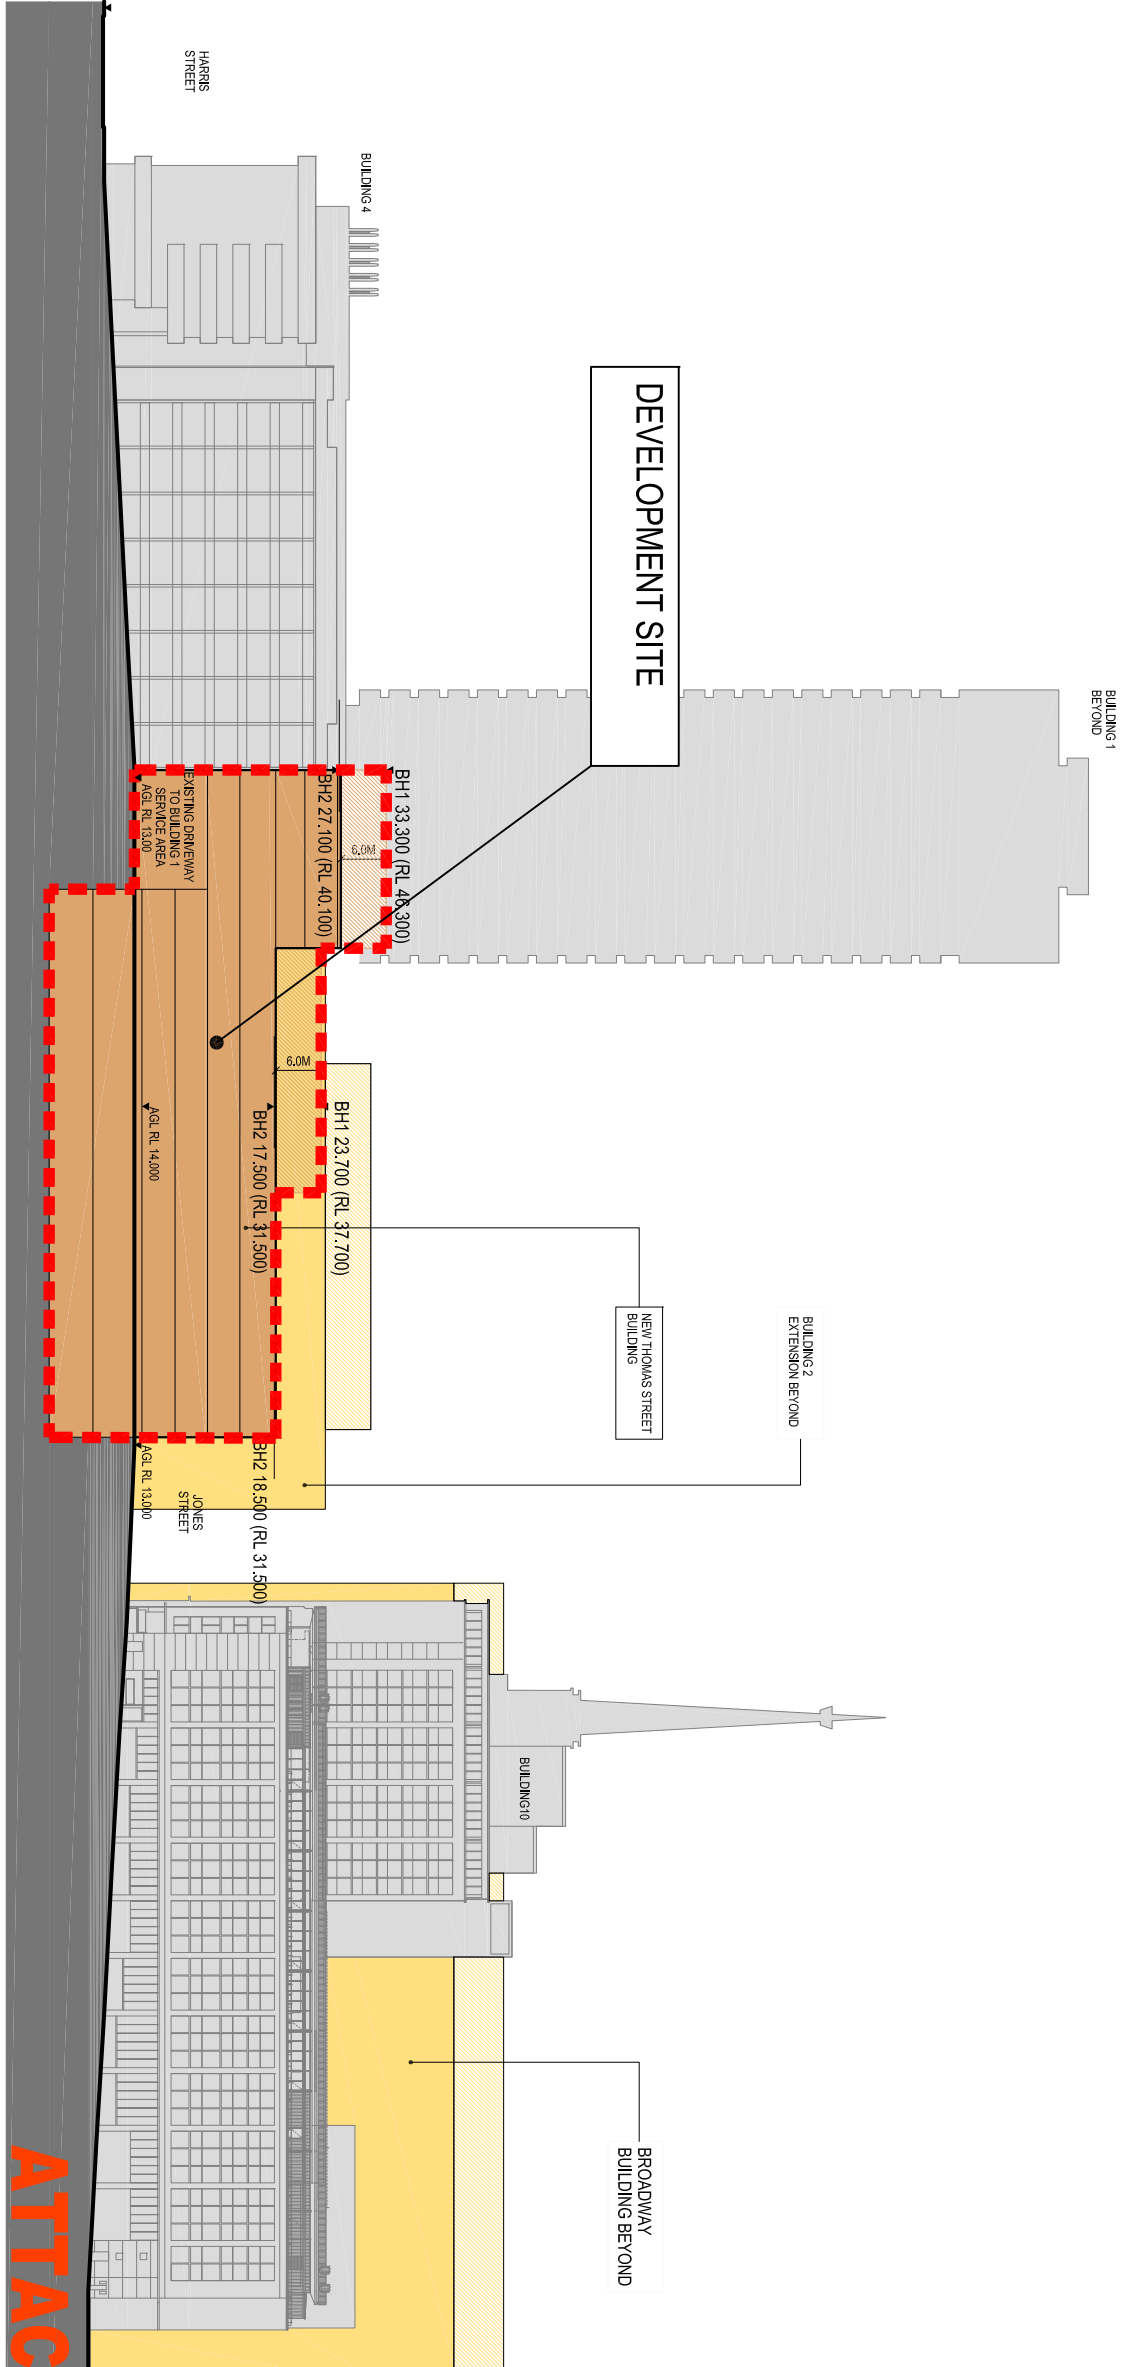 HARRIS
STREET
BUILDING 4
DEVELOPMENT SITE
BUILDING 1
BEYOND
BH1 33.300 (RL 46.300)
6.0M
BH2 27.100 (RL 40.100)
EXISTING DRIVEWAY
TO BUILDING 1
SERVICE AREA
AGL RL 13.00
6.0M
BH1 23.700 (RL 37.700)
BH2 17.500 (RL 31.500)
AGL RL 14.000
NEW THOMAS STREET
BUILDING
BUILDING 2
EXTENSION BEYOND
BH2 18.500 (RL 31.500)
JONES
STREET
AGL RL 13.000
BUILDING10
BROADWAY
BUILDING BEYOND
ATTAC